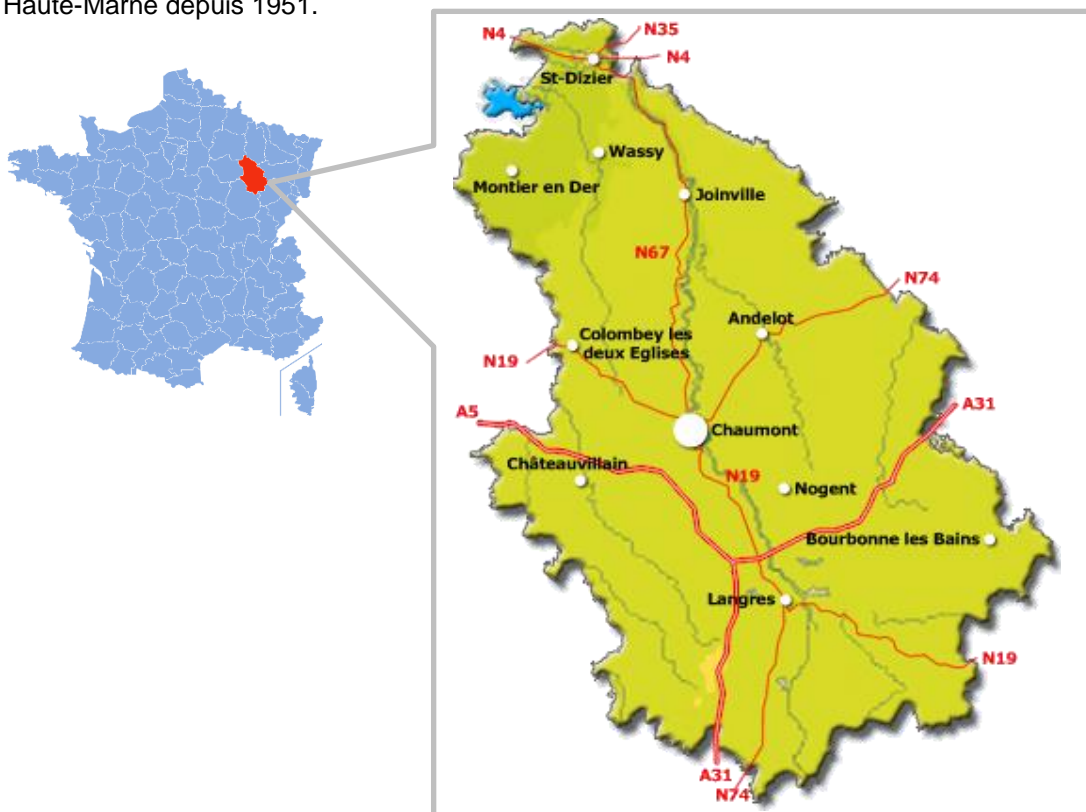 Haute-Marne depuis 1951.
N4
N35
N4
St-Dizier
Wassy
Montier en Der
Joinville
N67
N74
Andelot
Colombey les
deux Eglises
N19
A5
A31
Chaumont
Châteauvillain
N19
Nogent
Bourbonne les Bains
Langres
N19
A31
N74